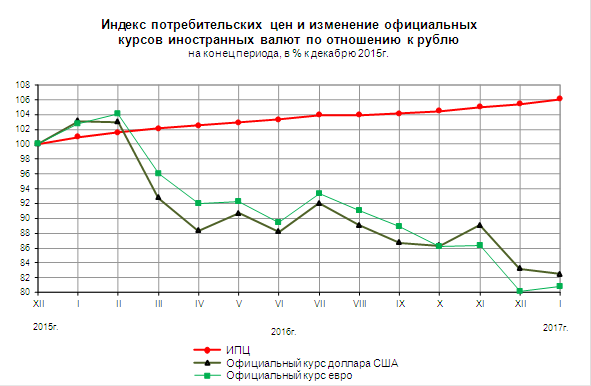 Индекс потребительских цен и изменение официальных
курсов иностранных валют по отношению к рублю
на конец периода, в % к декабрю 2015г.
108
106
104
102
100
98
96
94
92
90
88
86
84
82
80
XII I II III IV V VI VII VIII IX X XI XII I
2015г. 2016г. 2017г.
ИПЦ
Официальный курс доллара США
Официальный курс евро